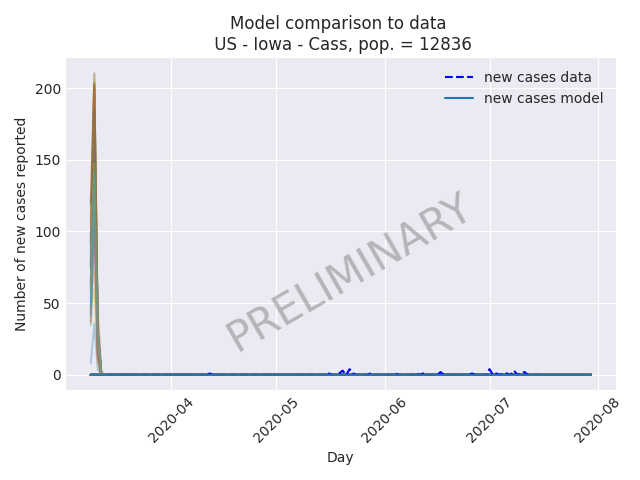 Model comparison to data
US - Iowa - Cass, pop. = 12836
new cases data
new cases model
200
150
100
50
0
Number of new cases reported
PRELIMINARY
2020-04
2020-05
2020-06
2020-07
2020-08
Day